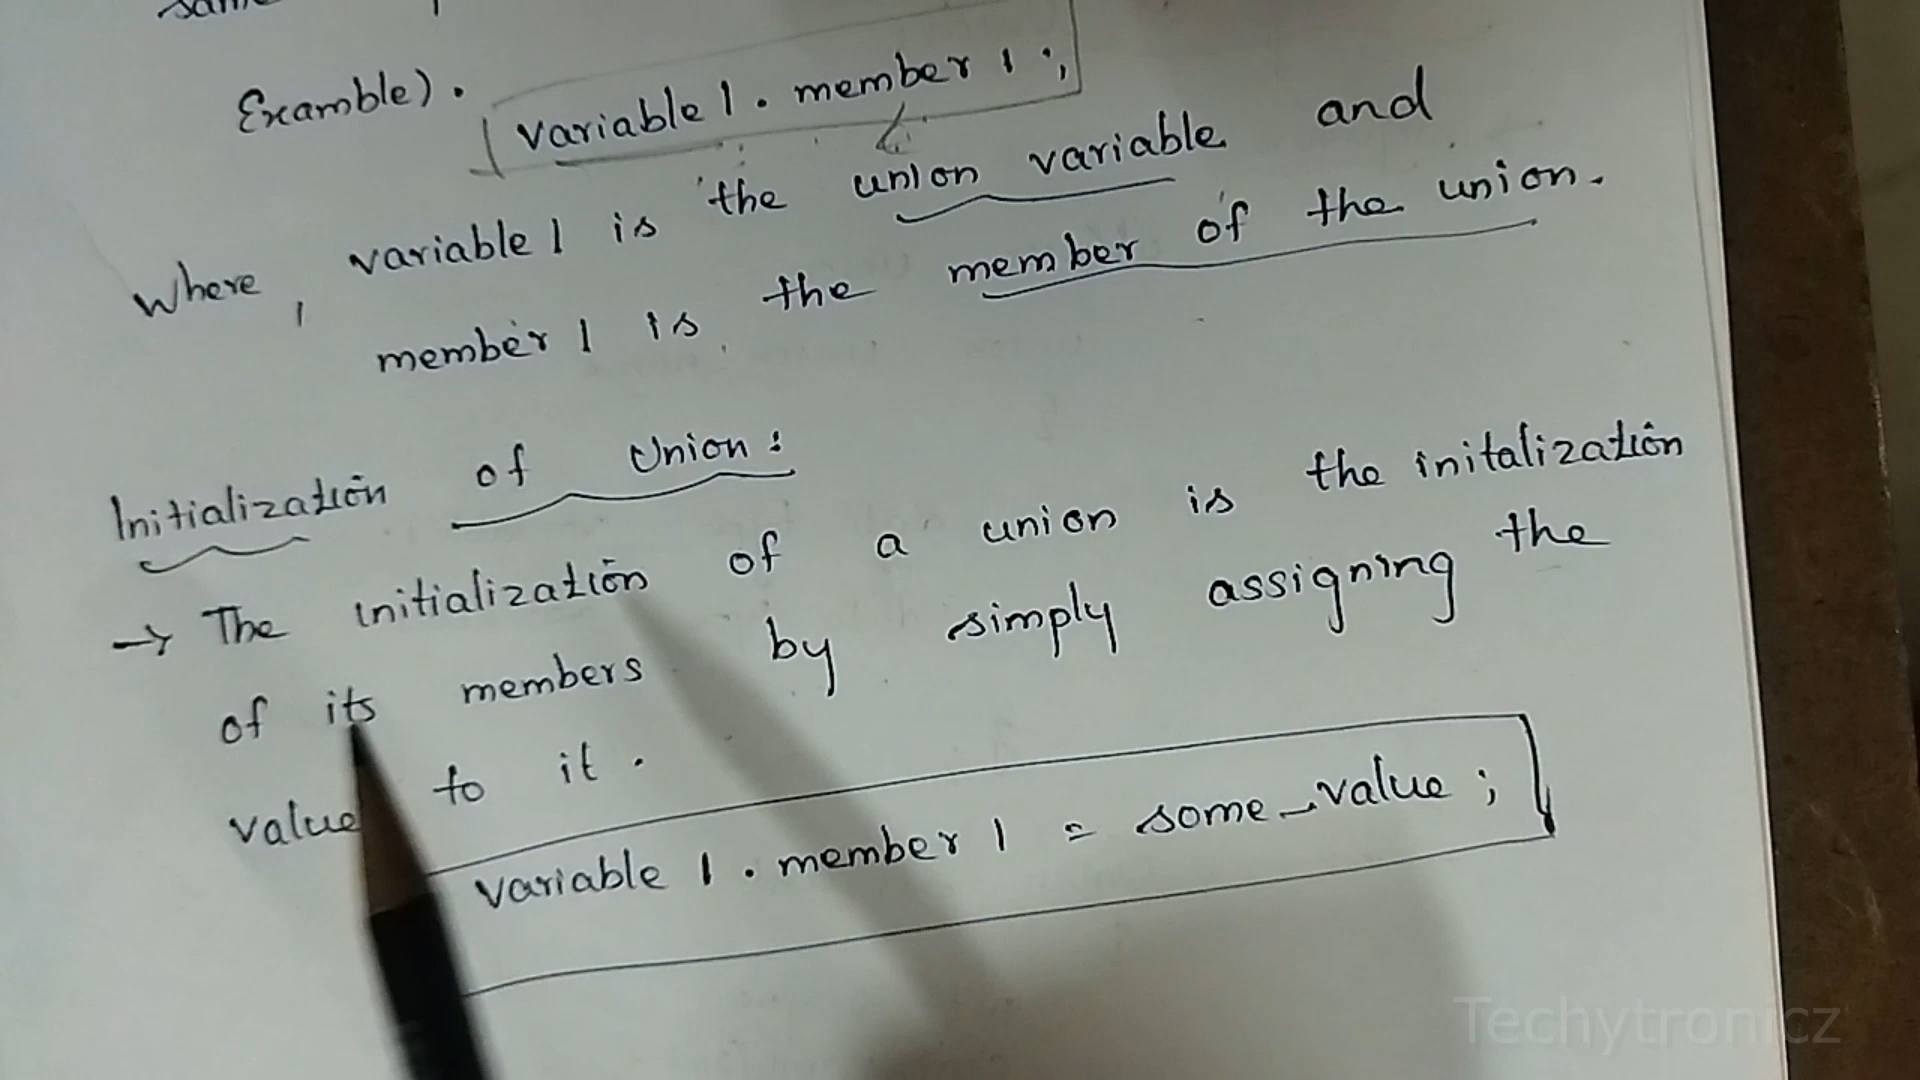 Examble).
variable 1 . member 1 ;
Where, variable 1 is the union variable and
member 1 is the member of the union.
Initialization of Union:
→ The initialization of a union is the initalization
of its members by simply assigning the
value to it.
variable 1 . member 1 = some_value ;
Techytronicz